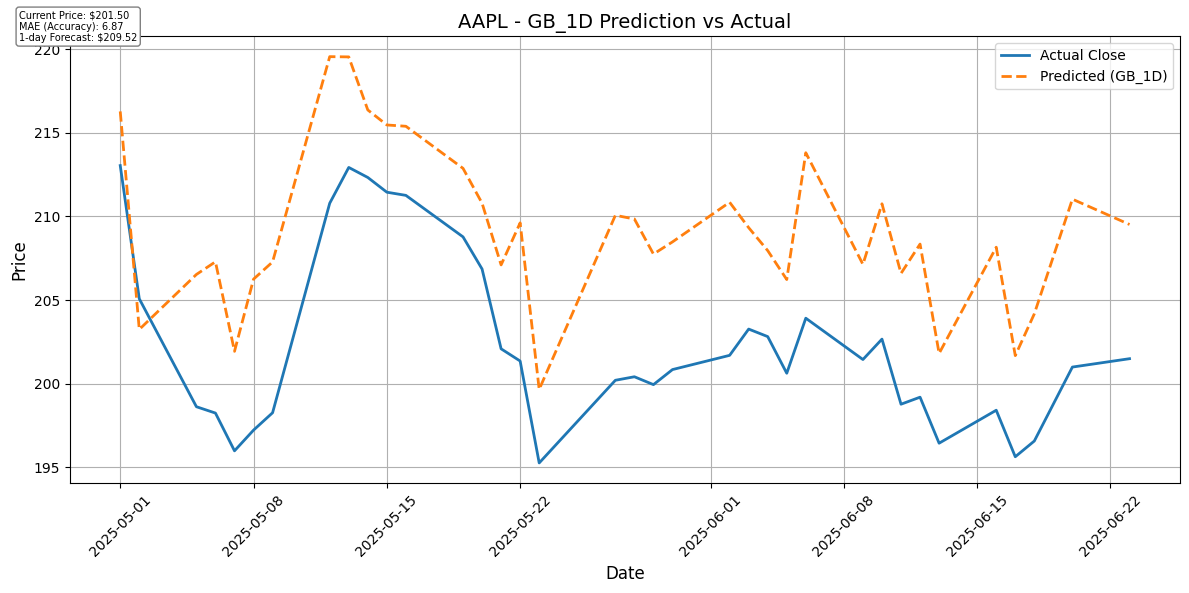 AAPL - GB_1D Prediction vs Actual
Current Price: $201.50
MAE (Accuracy): 6.87
1-day Forecast: $209.52
Actual Close
Predicted (GB_1D)
Price
220
215
210
205
200
195
2025-05-01
2025-05-08
2025-05-15
2025-05-22
2025-06-01
2025-06-08
2025-06-15
2025-06-22
Date